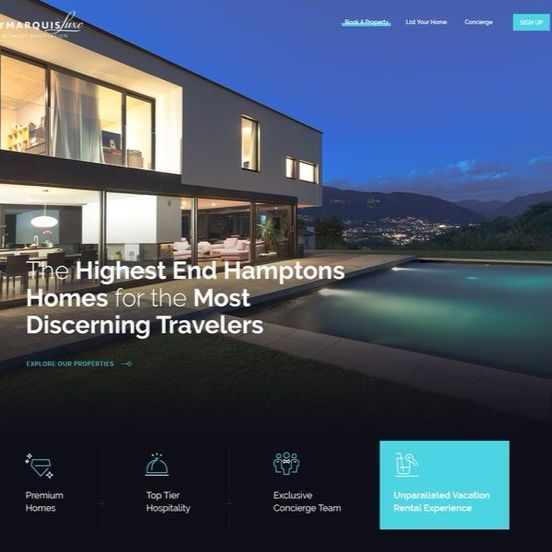 YMARQUIS Luxe
WITHOUT RESERVATION
Book A Property
List Your Home
Concierge
SIGN UP
The Highest End Hamptons
Homes for the Most
Discerning Travelers
EXPLORE OUR PROPERTIES
Premium
Homes
Top Tier
Hospitality
Exclusive
Concierge Team
Unparalleled Vacation
Rental Experience